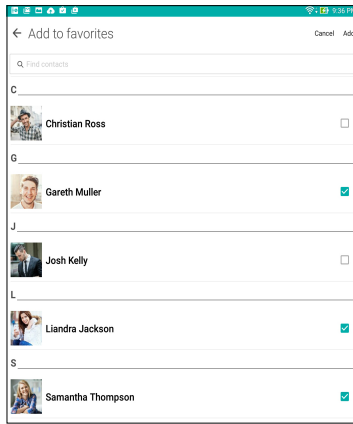 9:36 PM
Add to favorites
Cancel Add
Find contacts
C
Christian Ross
G
Gareth Muller
J
Josh Kelly
L
Liandra Jackson
S
Samantha Thompson